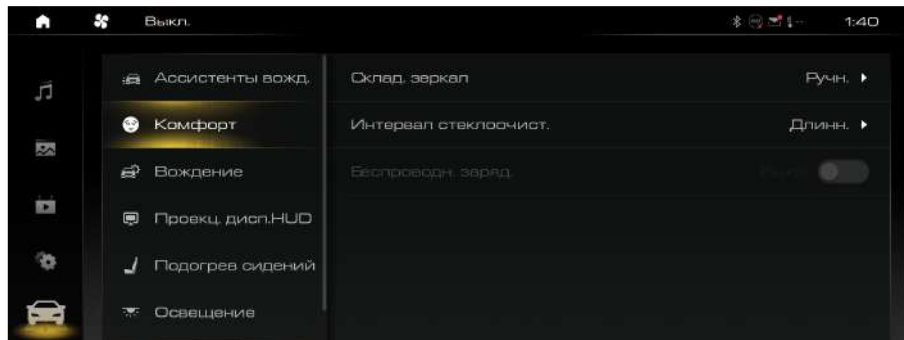 Выкл.
1:40
Ассистенты вожд.
Склад. зеркал
Ручн.
Комфорт
Интервал стеклоочист.
Длинн.
Вождение
Беспроводн. заряд.
Проекц. дисп.HUD
Подогрев сидений
Освещение